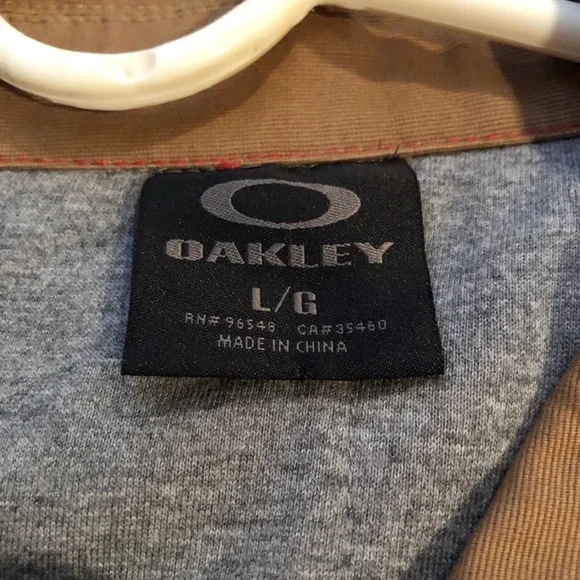 OAKLEY
L/G
RN# 96548 CA# 35460
MADE IN CHINA